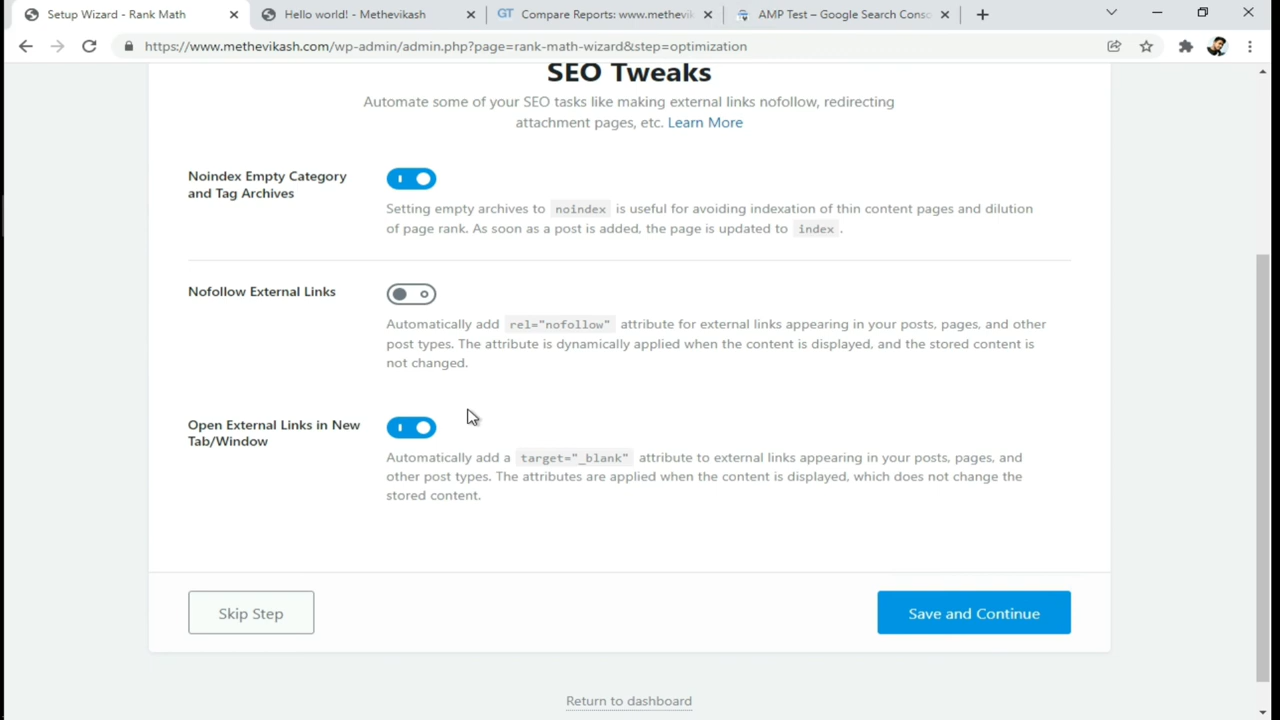 Setup Wizard - Rank Math
Hello world! - Methevikash
GT Compare Reports: www.methevik
AMP Test – Google Search Conso
https://www.methevikash.com/wp-admin/admin.php?page=rank-math-wizard&step=optimization
SEO Tweaks
Automate some of your SEO tasks like making external links nofollow, redirecting
attachment pages, etc. Learn More
Noindex Empty Category
and Tag Archives
Setting empty archives to noindex is useful for avoiding indexation of thin content pages and dilution
of page rank. As soon as a post is added, the page is updated to index .
Nofollow External Links
Automatically add rel="nofollow" attribute for external links appearing in your posts, pages, and other
post types. The attribute is dynamically applied when the content is displayed, and the stored content is
not changed.
Open External Links in New
Tab/Window
Automatically add a target="_blank" attribute to external links appearing in your posts, pages, and
other post types. The attributes are applied when the content is displayed, which does not change the
stored content.
Skip Step
Save and Continue
Return to dashboard